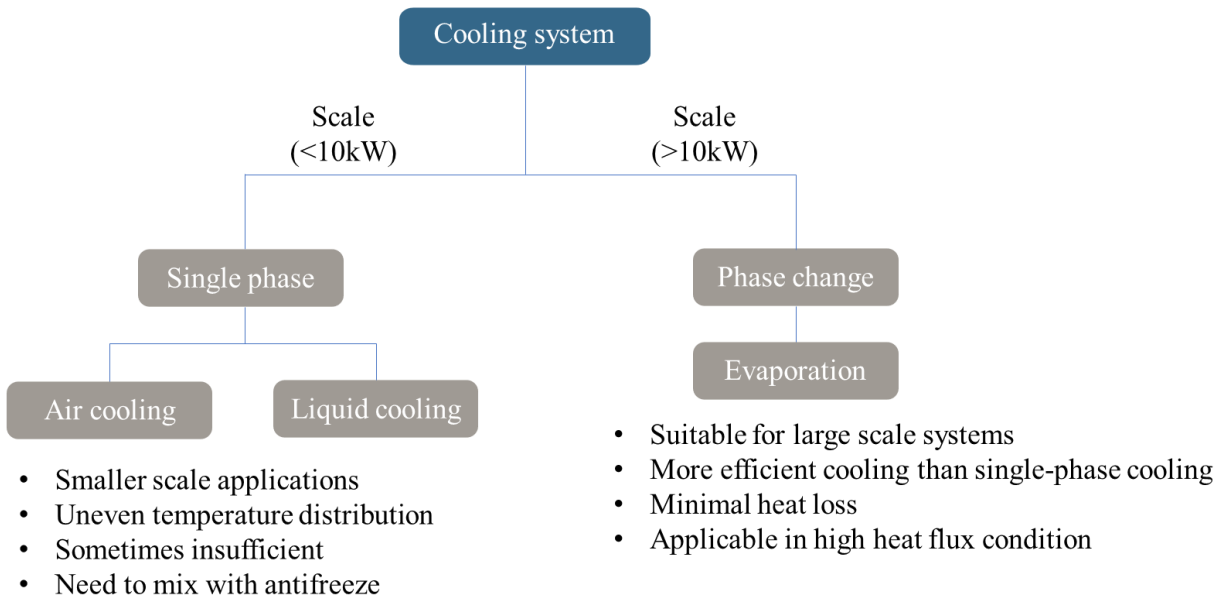 Cooling system
Scale
(<10kW)
Scale
(>10kW)
Single phase
Phase change
Evaporation
Air cooling
Liquid cooling
• Smaller scale applications
• Uneven temperature distribution
• Sometimes insufficient
• Need to mix with antifreeze
• Suitable for large scale systems
• More efficient cooling than single-phase cooling
• Minimal heat loss
• Applicable in high heat flux condition